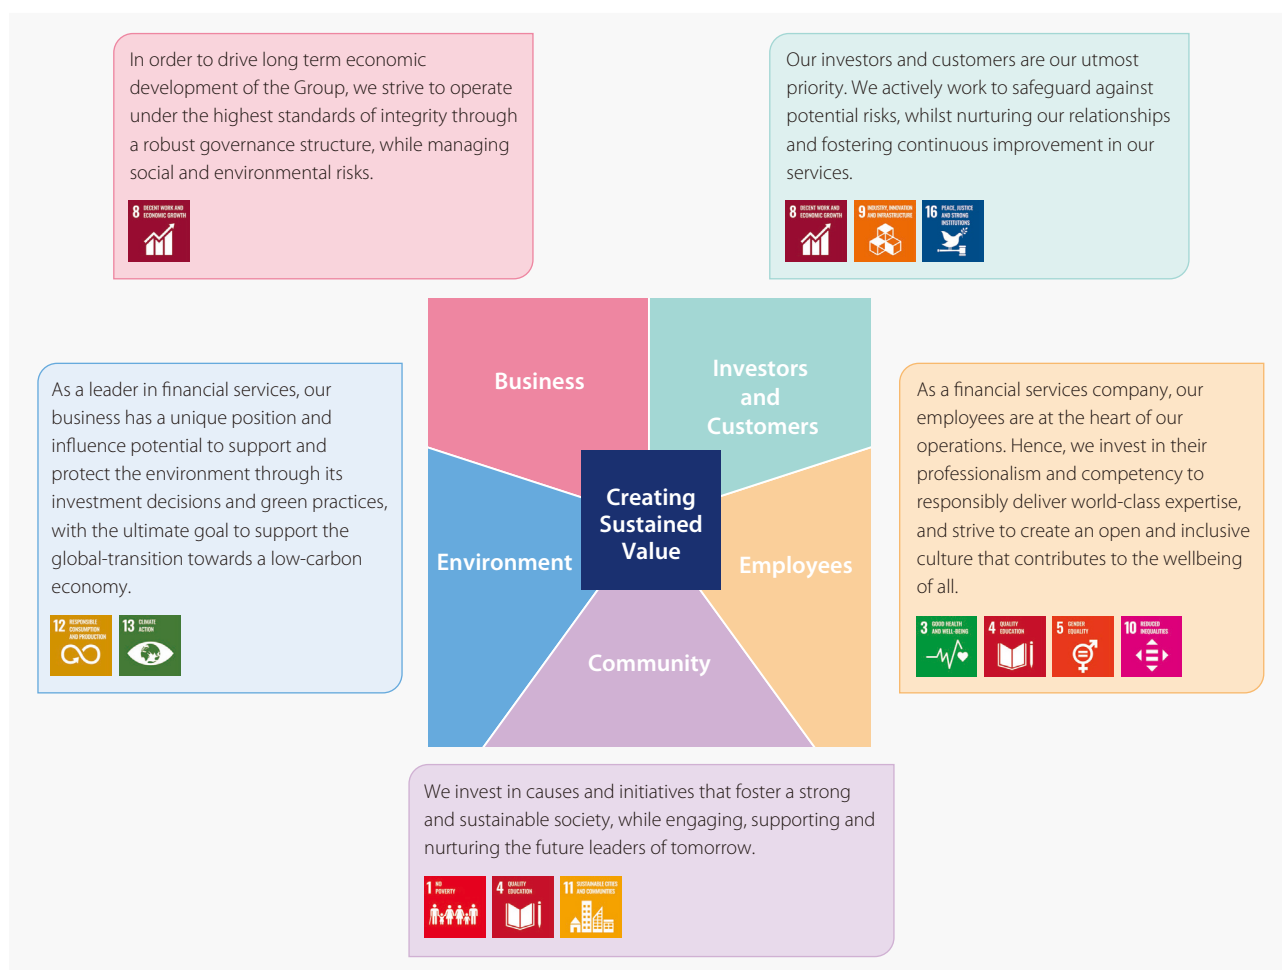 In order to drive long term economic
development of the Group, we strive to operate
under the highest standards of integrity through
a robust governance structure, while managing
social and environmental risks.
8 DECENT WORK AND
ECONOMIC GROWTH
Our investors and customers are our utmost
priority. We actively work to safeguard against
potential risks, whilst nurturing our relationships
and fostering continuous improvement in our
services.
8 DECENT WORK AND
ECONOMIC GROWTH
9 INDUSTRY, INNOVATION
AND INFRASTRUCTURE
16 PEACE, JUSTICE
AND STRONG
INSTITUTIONS
Business
Investors
and
Customers
As a leader in financial services, our
business has a unique position and
influence potential to support and
protect the environment through its
investment decisions and green practices,
with the ultimate goal to support the
global-transition towards a low-carbon
economy.
12 RESPONSIBLE
CONSUMPTION
AND PRODUCTION
13 CLIMATE
ACTION
Creating
Sustained
Value
Environment
Employees
Community
As a financial services company, our
employees are at the heart of our
operations. Hence, we invest in their
professionalism and competency to
responsibly deliver world-class expertise,
and strive to create an open and inclusive
culture that contributes to the wellbeing
of all.
3 GOOD HEALTH
AND WELL-BEING
4 QUALITY
EDUCATION
5 GENDER
EQUALITY
10 REDUCED
INEQUALITIES
We invest in causes and initiatives that foster a strong
and sustainable society, while engaging, supporting and
nurturing the future leaders of tomorrow.
1 NO
POVERTY
4 QUALITY
EDUCATION
11 SUSTAINABLE CITIES
AND COMMUNITIES